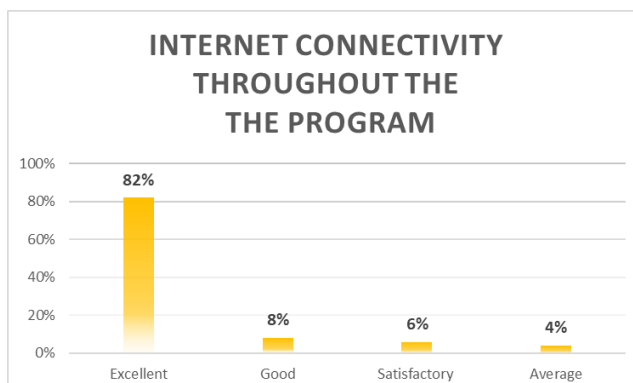 INTERNET CONNECTIVITY
THROUGHOUT THE
THE PROGRAM
100%
80%
60%
40%
20%
0%
82%
8%
6%
4%
Excellent
Good
Satisfactory
Average